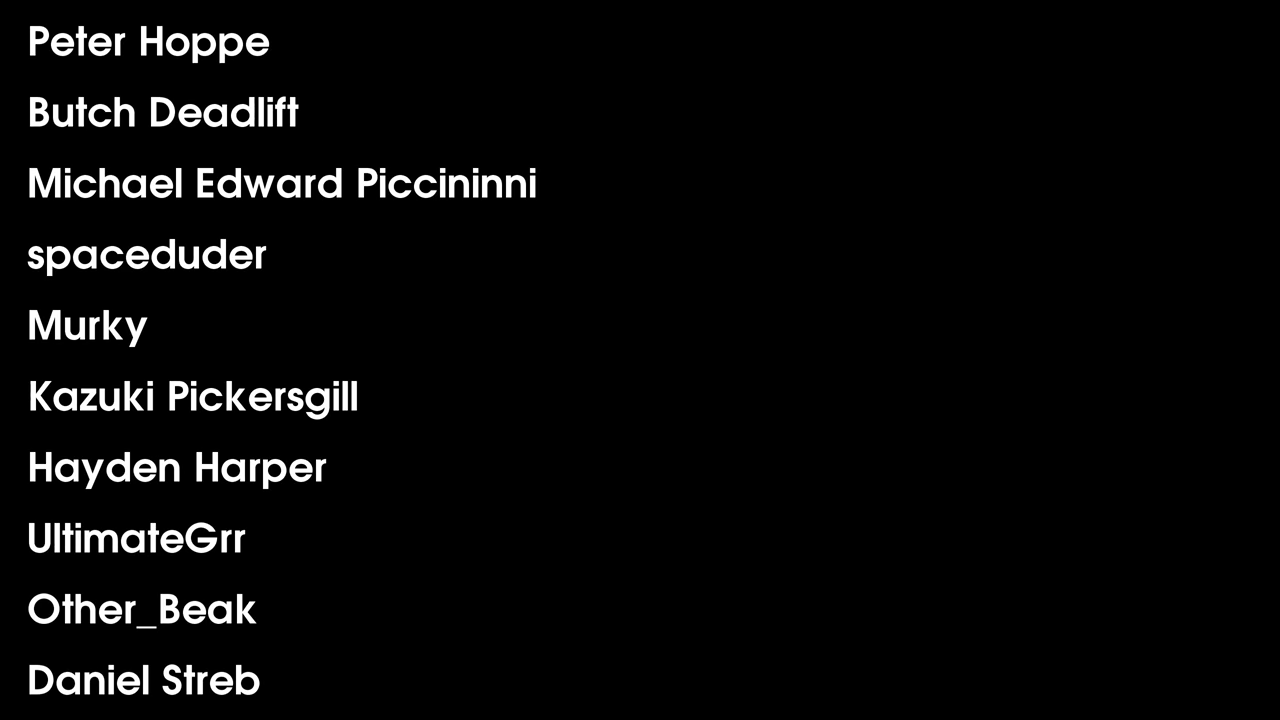 Peter Hoppe
Butch Deadlift
Michael Edward Piccininni
spaceduder
Murky
Kazuki Pickersgill
Hayden Harper
UltimateGrr
Other_Beak
Daniel Streb